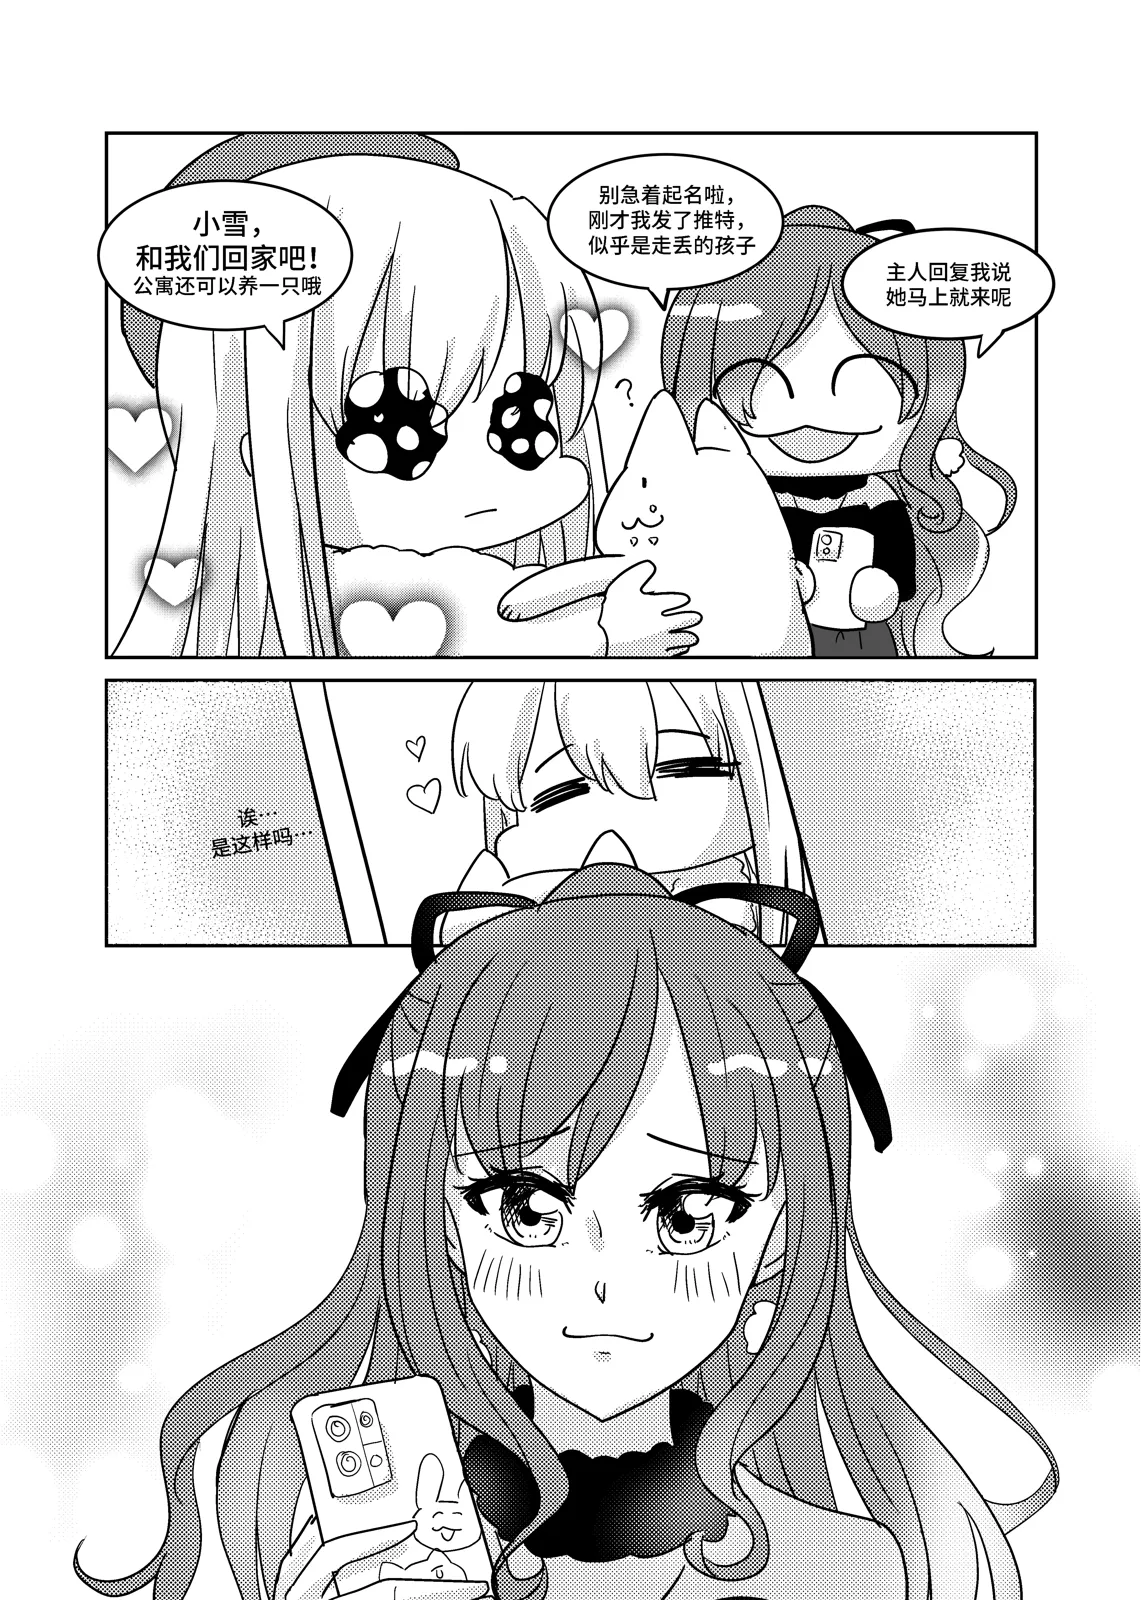 小雪，
和我们回家吧！
公寓还可以养一只哦
别急着起名啦，
刚才我发了推特，
似乎是走丢的孩子
主人回复我说
她马上就来呢
?
诶…
是这样吗…